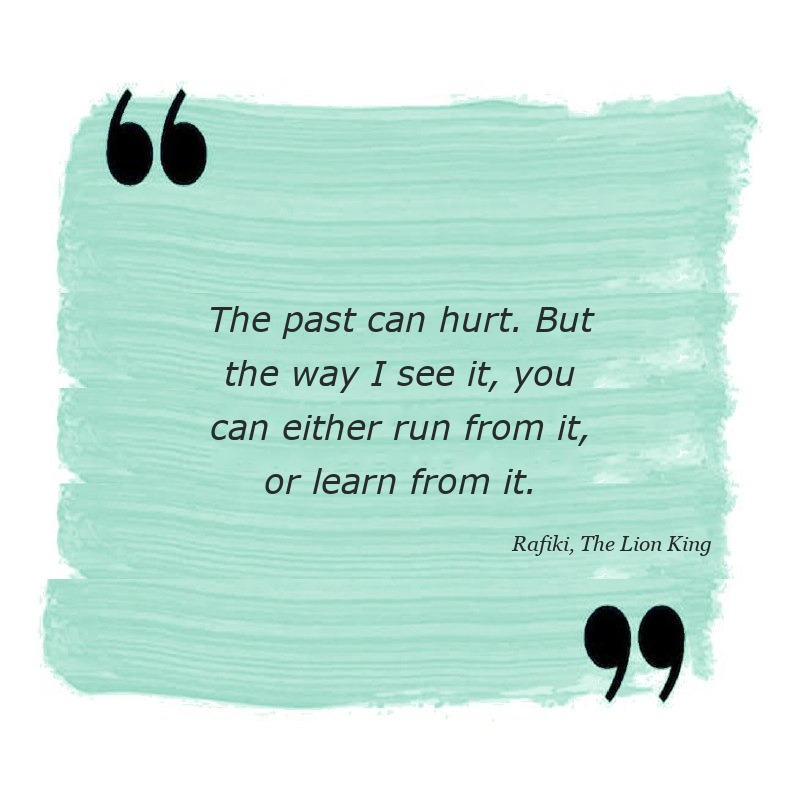 The past can hurt. But
the way I see it, you
can either run from it,
or learn from it.
Rafiki, The Lion King